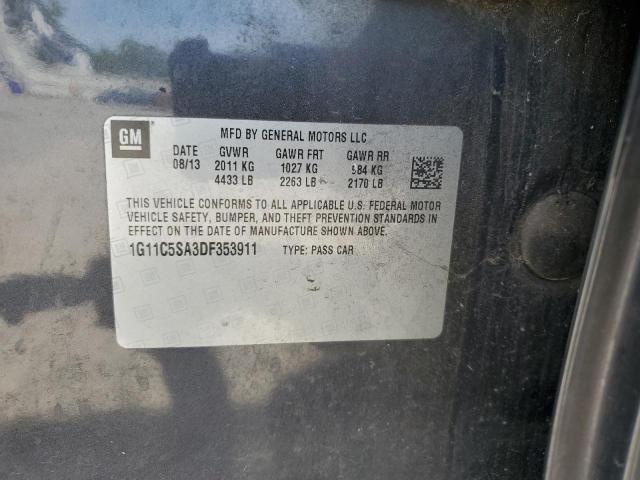 GM
MFD BY GENERAL MOTORS LLC
DATE GVWR GAWR FRT GAWR RR
08/13 2011 KG 1027 KG 984 KG
4433 LB 2263 LB 2170 LB
THIS VEHICLE CONFORMS TO ALL APPLICABLE U.S. FEDERAL MOTOR
VEHICLE SAFETY, BUMPER, AND THEFT PREVENTION STANDARDS IN
EFFECT ON THE DATE OF MANUFACTURE SHOWN ABOVE.
1G11C5SA3DF353911 TYPE: PASS CAR